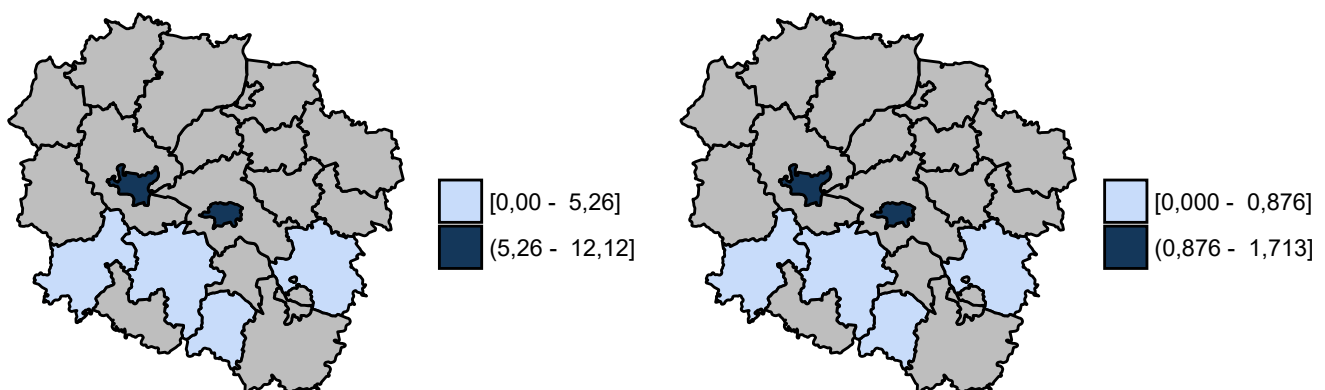 [0,00 - 5,26]
(5,26 - 12,12]
[0,000 - 0,876]
(0,876 - 1,713]